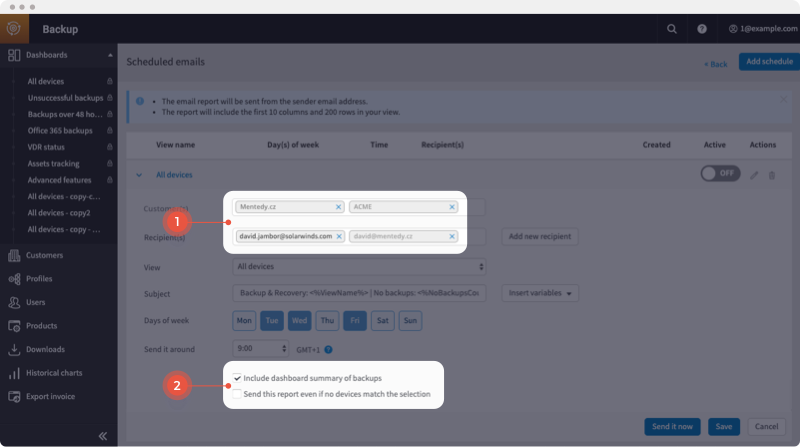 Backup
1@example.com
Dashboards
All devices
Unsuccessful backups
Backups over 48 ho...
Office 365 backups
VDR status
Assets tracking
Advanced features
All devices - copy-c...
All devices - copy2
All devices - copy - ...
Customers
Profiles
Users
Products
Downloads
Historical charts
Export invoice
Scheduled emails
< Back
Add schedule
• The email report will be sent from the sender email address.
• The report will include the first 10 columns and 200 rows in your view.
View name Day(s) of week Time Recipient(s) Created Active Actions
All devices OFF
Mentedy.cz ACME
1
Recipient(s) david.jambor@solarwinds.com david@mentedy.cz Add new recipient
View All devices
Subject Backup & Recovery: <%ViewName%> | No backups: <%NoBackupsCou Insert variables
Days of week Mon Tue Wed Thu Fri Sat Sun
Send it around 9:00 GMT+1 ?
2
Include dashboard summary of backups
Send this report even if no devices match the selection
Send it now Save Cancel